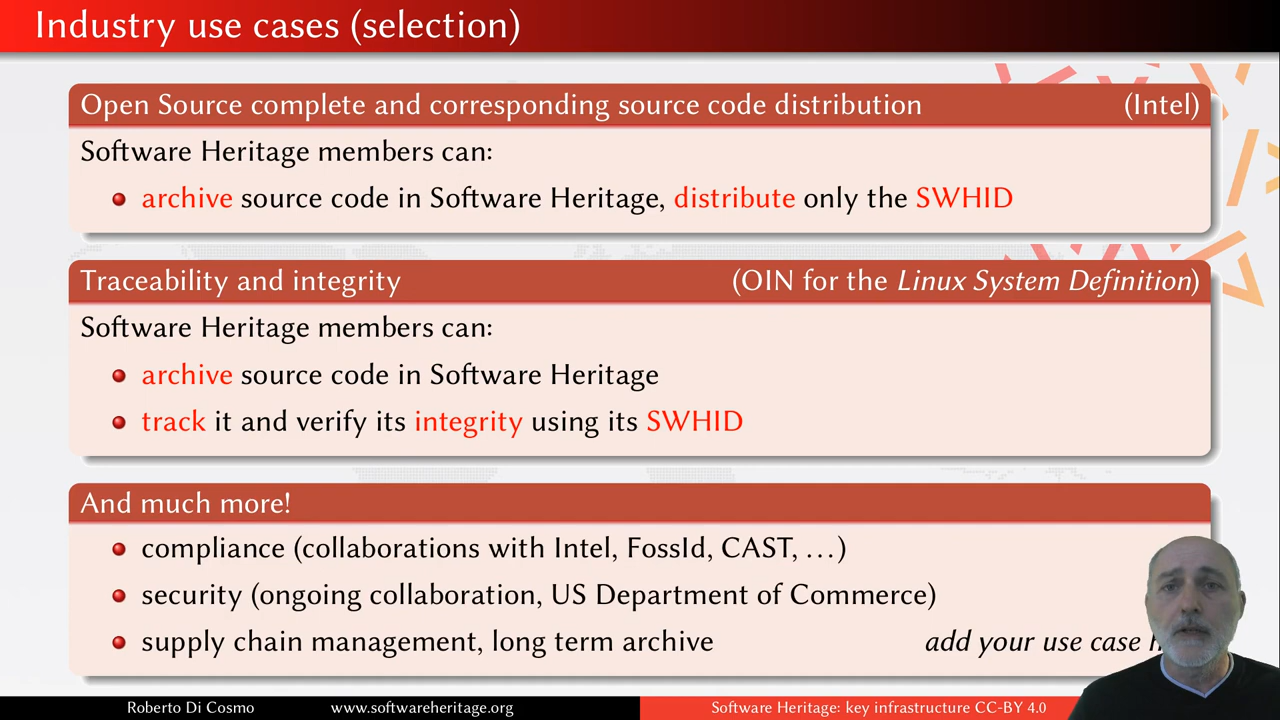 Industry use cases (selection)
Open Source complete and corresponding source code distribution (Intel)
Software Heritage members can:
archive source code in Software Heritage, distribute only the SWHID
Traceability and integrity (OIN for the Linux System Definition)
Software Heritage members can:
archive source code in Software Heritage
track it and verify its integrity using its SWHID
And much more!
compliance (collaborations with Intel, FossId, CAST, …)
security (ongoing collaboration, US Department of Commerce)
supply chain management, long term archive add your use case
Roberto Di Cosmo www.softwareheritage.org Software Heritage: key infrastructure CC-BY 4.0